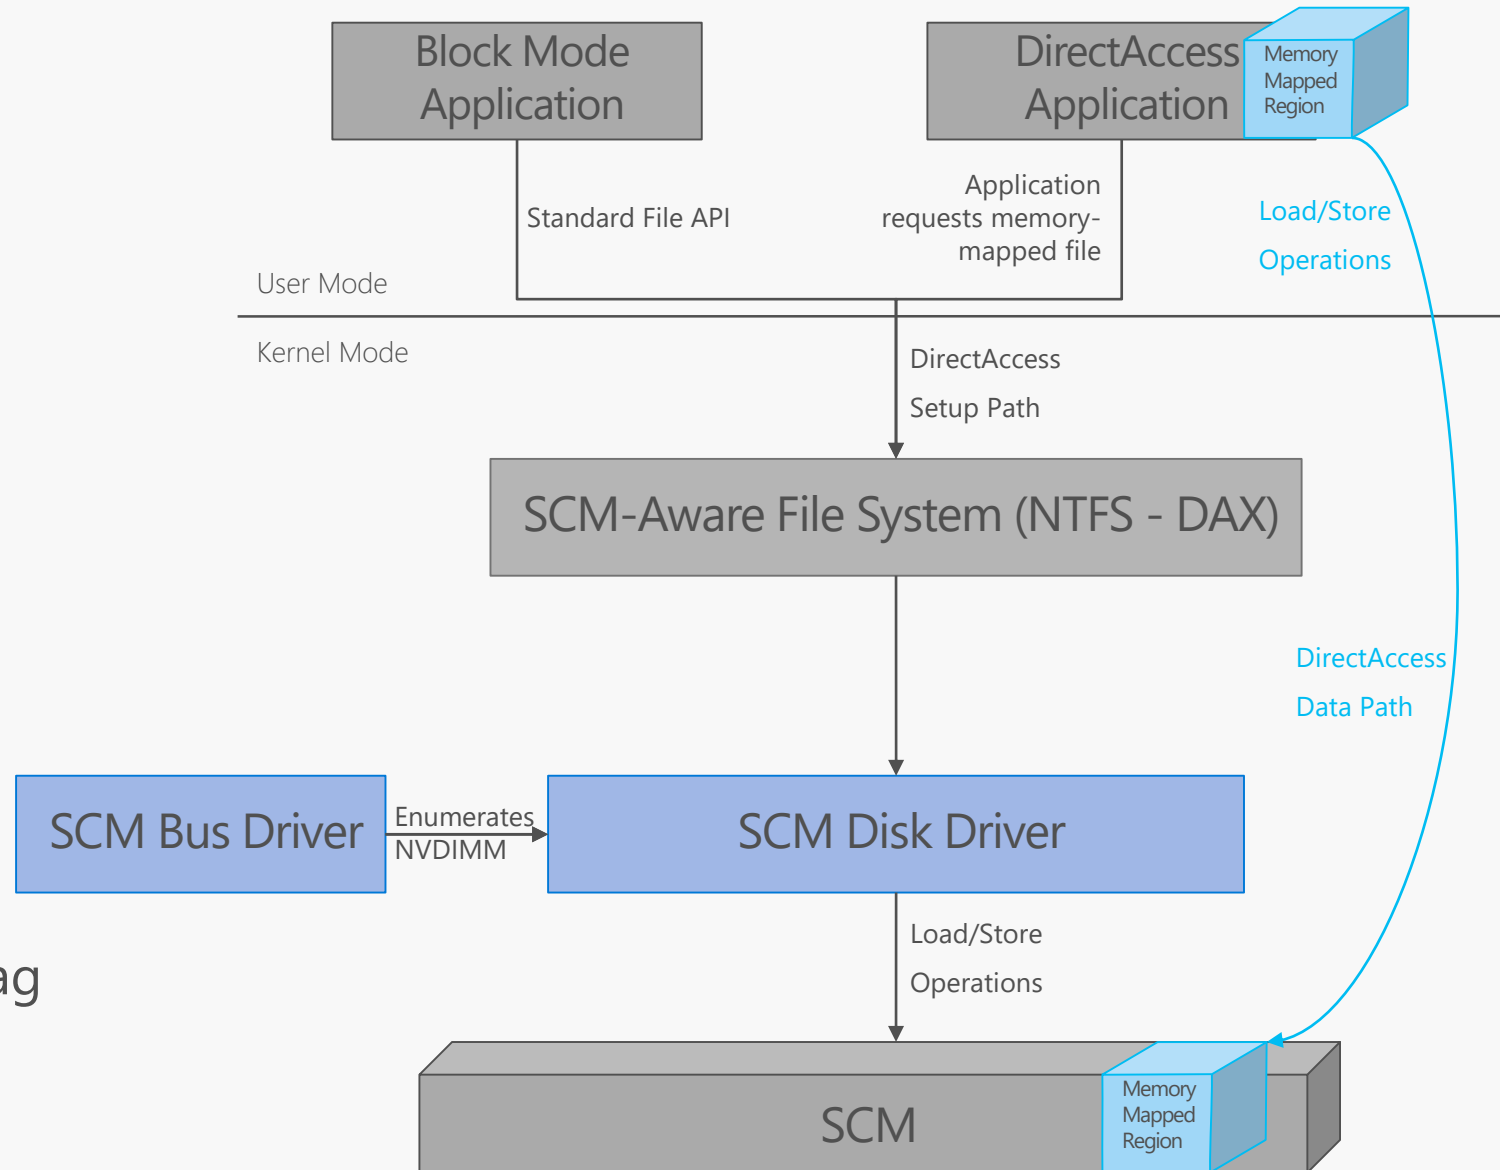 Block Mode
Application
DirectAccess
Application
Memory
Mapped
Region
Standard File API
Application
requests memory-
mapped file
Load/Store
Operations
User Mode
Kernel Mode
DirectAccess
Setup Path
SCM-Aware File System (NTFS - DAX)
DirectAccess
Data Path
SCM Bus Driver
Enumerates
NVDIMM
SCM Disk Driver
Load/Store
Operations
SCM
Memory
Mapped
Region